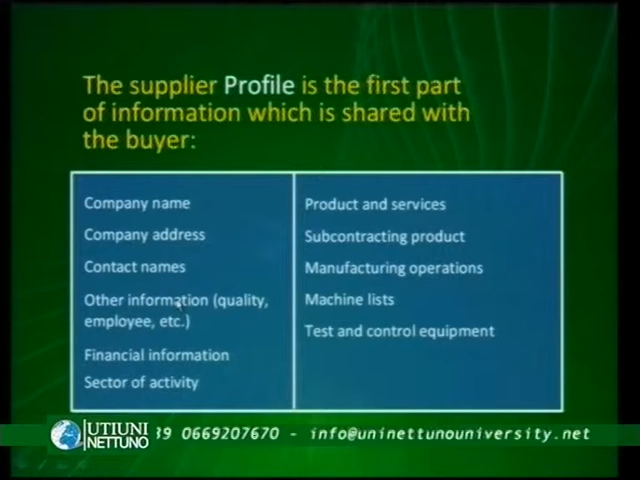 The supplier Profile is the first part
of information which is shared with
the buyer:
Company name
Company address
Contact names
Other information (quality,
employee, etc.)
Financial information
Sector of activity
Product and services
Subcontracting product
Manufacturing operations
Machine lists
Test and control equipment
UTIUNI
NETTUNO
39 0669207670 - info@uninettunouniversity.net